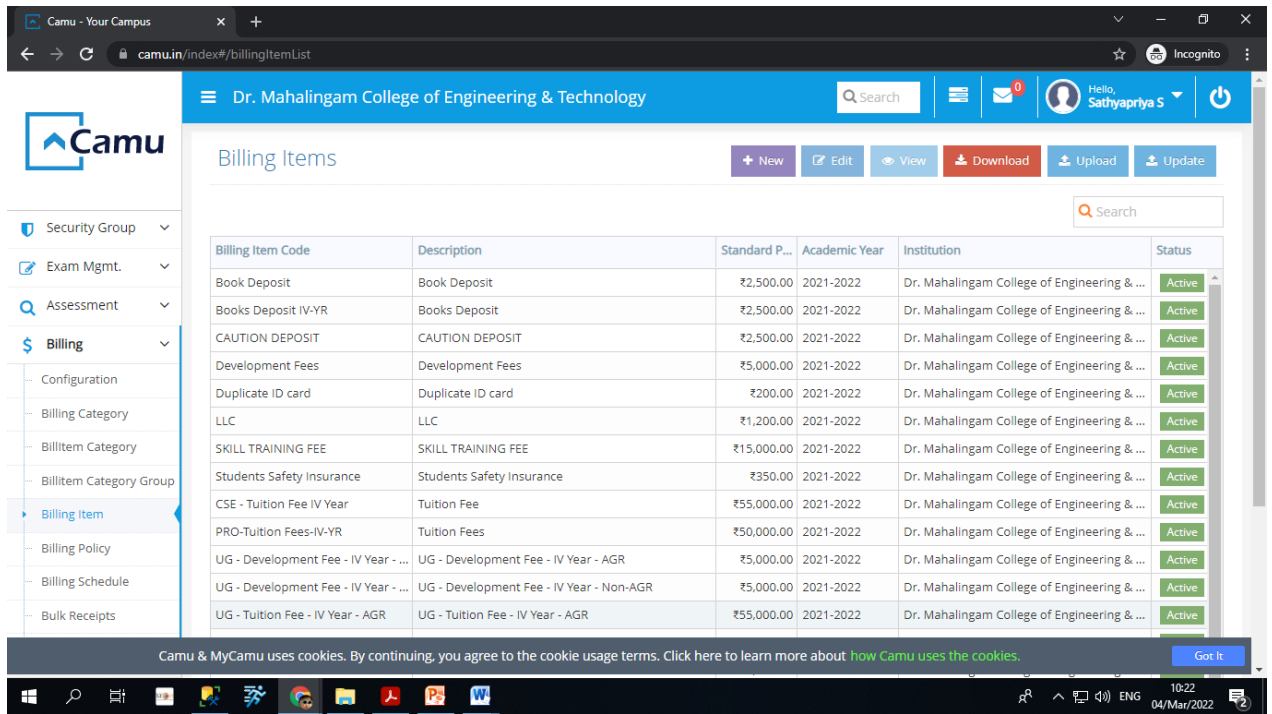 Camu - Your Campus
camu.in/index#/billingItemList
Incognito
Camu
Dr. Mahalingam College of Engineering & Technology
Search
0
Hello,
Sathyapriya S
Billing Items
New
Edit
View
Download
Upload
Update
Search
Security Group
Exam Mgmt.
Assessment
Billing
Configuration
Billing Category
BillItem Category
Billitem Category Group
Billing Item
Billing Policy
Billing Schedule
Bulk Receipts
Billing Item Code Description Standard P... Academic Year Institution Status
Book Deposit Book Deposit ₹2,500.00 2021-2022 Dr. Mahalingam College of Engineering & ... Active
Books Deposit IV-YR Books Deposit ₹2,500.00 2021-2022 Dr. Mahalingam College of Engineering & ... Active
CAUTION DEPOSIT CAUTION DEPOSIT ₹2,500.00 2021-2022 Dr. Mahalingam College of Engineering & ... Active
Development Fees Development Fees ₹5,000.00 2021-2022 Dr. Mahalingam College of Engineering & ... Active
Duplicate ID card Duplicate ID card ₹200.00 2021-2022 Dr. Mahalingam College of Engineering & ... Active
LLC LLC ₹1,200.00 2021-2022 Dr. Mahalingam College of Engineering & ... Active
SKILL TRAINING FEE SKILL TRAINING FEE ₹15,000.00 2021-2022 Dr. Mahalingam College of Engineering & ... Active
Students Safety Insurance Students Safety Insurance ₹350.00 2021-2022 Dr. Mahalingam College of Engineering & ... Active
CSE - Tuition Fee IV Year Tuition Fee ₹55,000.00 2021-2022 Dr. Mahalingam College of Engineering & ... Active
PRO-Tuition Fees-IV-YR Tuition Fees ₹50,000.00 2021-2022 Dr. Mahalingam College of Engineering & ... Active
UG - Development Fee - IV Year - ... UG - Development Fee - IV Year - AGR ₹5,000.00 2021-2022 Dr. Mahalingam College of Engineering & ... Active
UG - Development Fee - IV Year - ... UG - Development Fee - IV Year - Non-AGR ₹5,000.00 2021-2022 Dr. Mahalingam College of Engineering & ... Active
UG - Tuition Fee - IV Year - AGR UG - Tuition Fee - IV Year - AGR ₹55,000.00 2021-2022 Dr. Mahalingam College of Engineering & ... Active
Camu & MyCamu uses cookies. By continuing, you agree to the cookie usage terms. Click here to learn more about how Camu uses the cookies.
Got It
ENG
10:22
04/Mar/2022
2